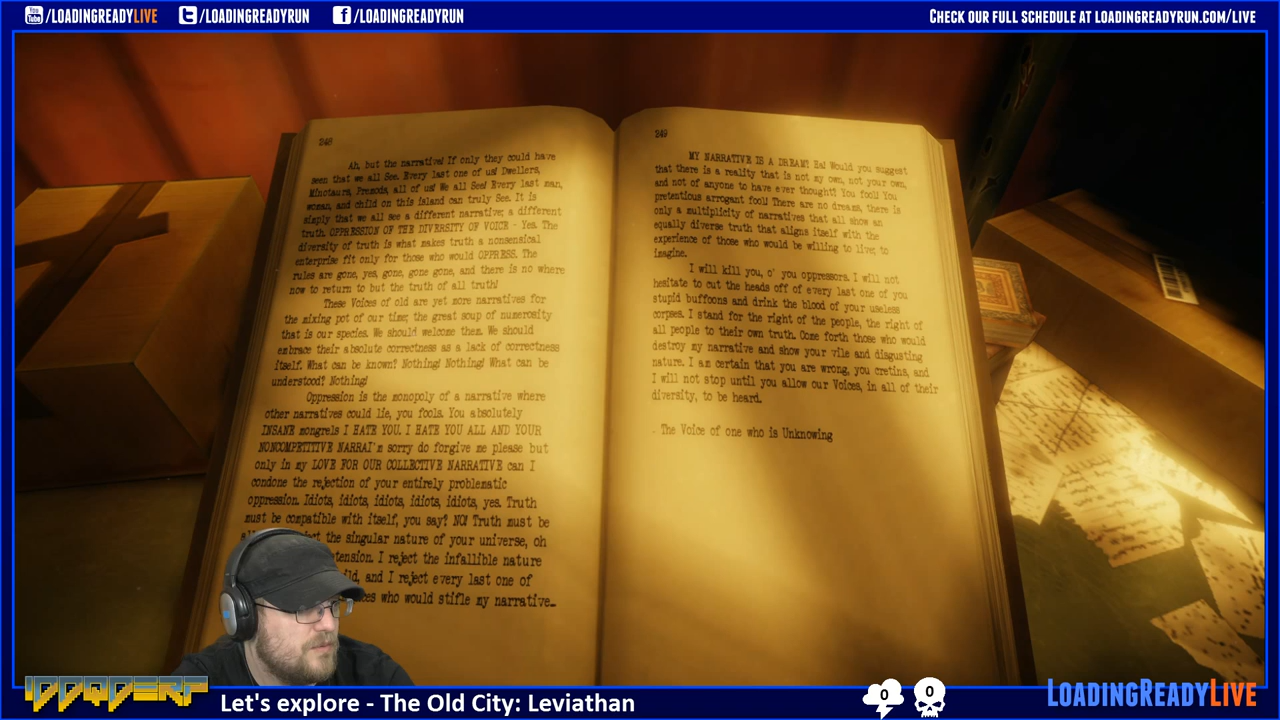 /LOADINGREADYLIVE /LOADINGREADYRUN /LOADINGREADYRUN CHECK OUR FULL SCHEDULE AT LOADINGREADYRUN.COM/LIVE
248
Ah, but the narrative! If only they could have
seen that we all See. Every last one of us! Dwellers,
Minotaurs, Premods, all of us! We all See! Every last man,
woman, and child on this island can truly See. It is
simply that we all see a different narrative; a different
truth. OPPRESSION OF THE DIVERSITY OF VOICE - Yes. The
diversity of truth is what makes truth a nonsensical
enterprise fit only for those who would OPPRESS. The
rules are gone, yes, gone, gone gone, and there is no where
now to return to but the truth of all truth!
These Voices of old are yet more narratives for
the mixing pot of our time; the great soup of numerosity
that is our species. We should welcome them. We should
embrace their absolute correctness as a lack of correctness
itself. What can be known? Nothing! Nothing! What can be
understood? Nothing!
Oppression is the monopoly of a narrative where
other narratives could lie, you fools. You absolutely
INSANE mongrels I HATE YOU. I HATE YOU ALL AND YOUR
NONCOMPETITIVE NARRAI'm sorry do forgive me please but
only in my LOVE FOR OUR COLLECTIVE NARRATIVE can I
condone the rejection of your entirely problematic
oppression. Idiots, idiots, idiots, idiots, idiots, yes. Truth
must be compatible with itself, you say? NO! Truth must be
the singular nature of your universe, oh
I reject the infallible nature
and I reject every last one of
who would stifle my narrative...
249
MY NARRATIVE IS A DREAM? Ha! Would you suggest
that there is a reality that is not my own, not your own,
and not of anyone to have ever thought? You fool! You
pretentious arrogant fool! There are no dreams, there is
only a multiplicity of narratives that all show an
equally diverse truth that aligns itself with the
experience of those who would be willing to live; to
imagine.
I will kill you, o' you oppressors. I will not
hesitate to cut the heads off of every last one of you
stupid buffoons and drink the blood of your useless
corpses. I stand for the right of the people, the right of
all people to their own truth. Come forth those who would
destroy my narrative and show your vile and disgusting
nature. I am certain that you are wrong, you cretins, and
I will not stop until you allow our Voices, in all of their
diversity, to be heard.
- The Voice of one who is Unknowing
IDDQDERP
Let's explore - The Old City: Leviathan
0 0
LOADINGREADYLIVE